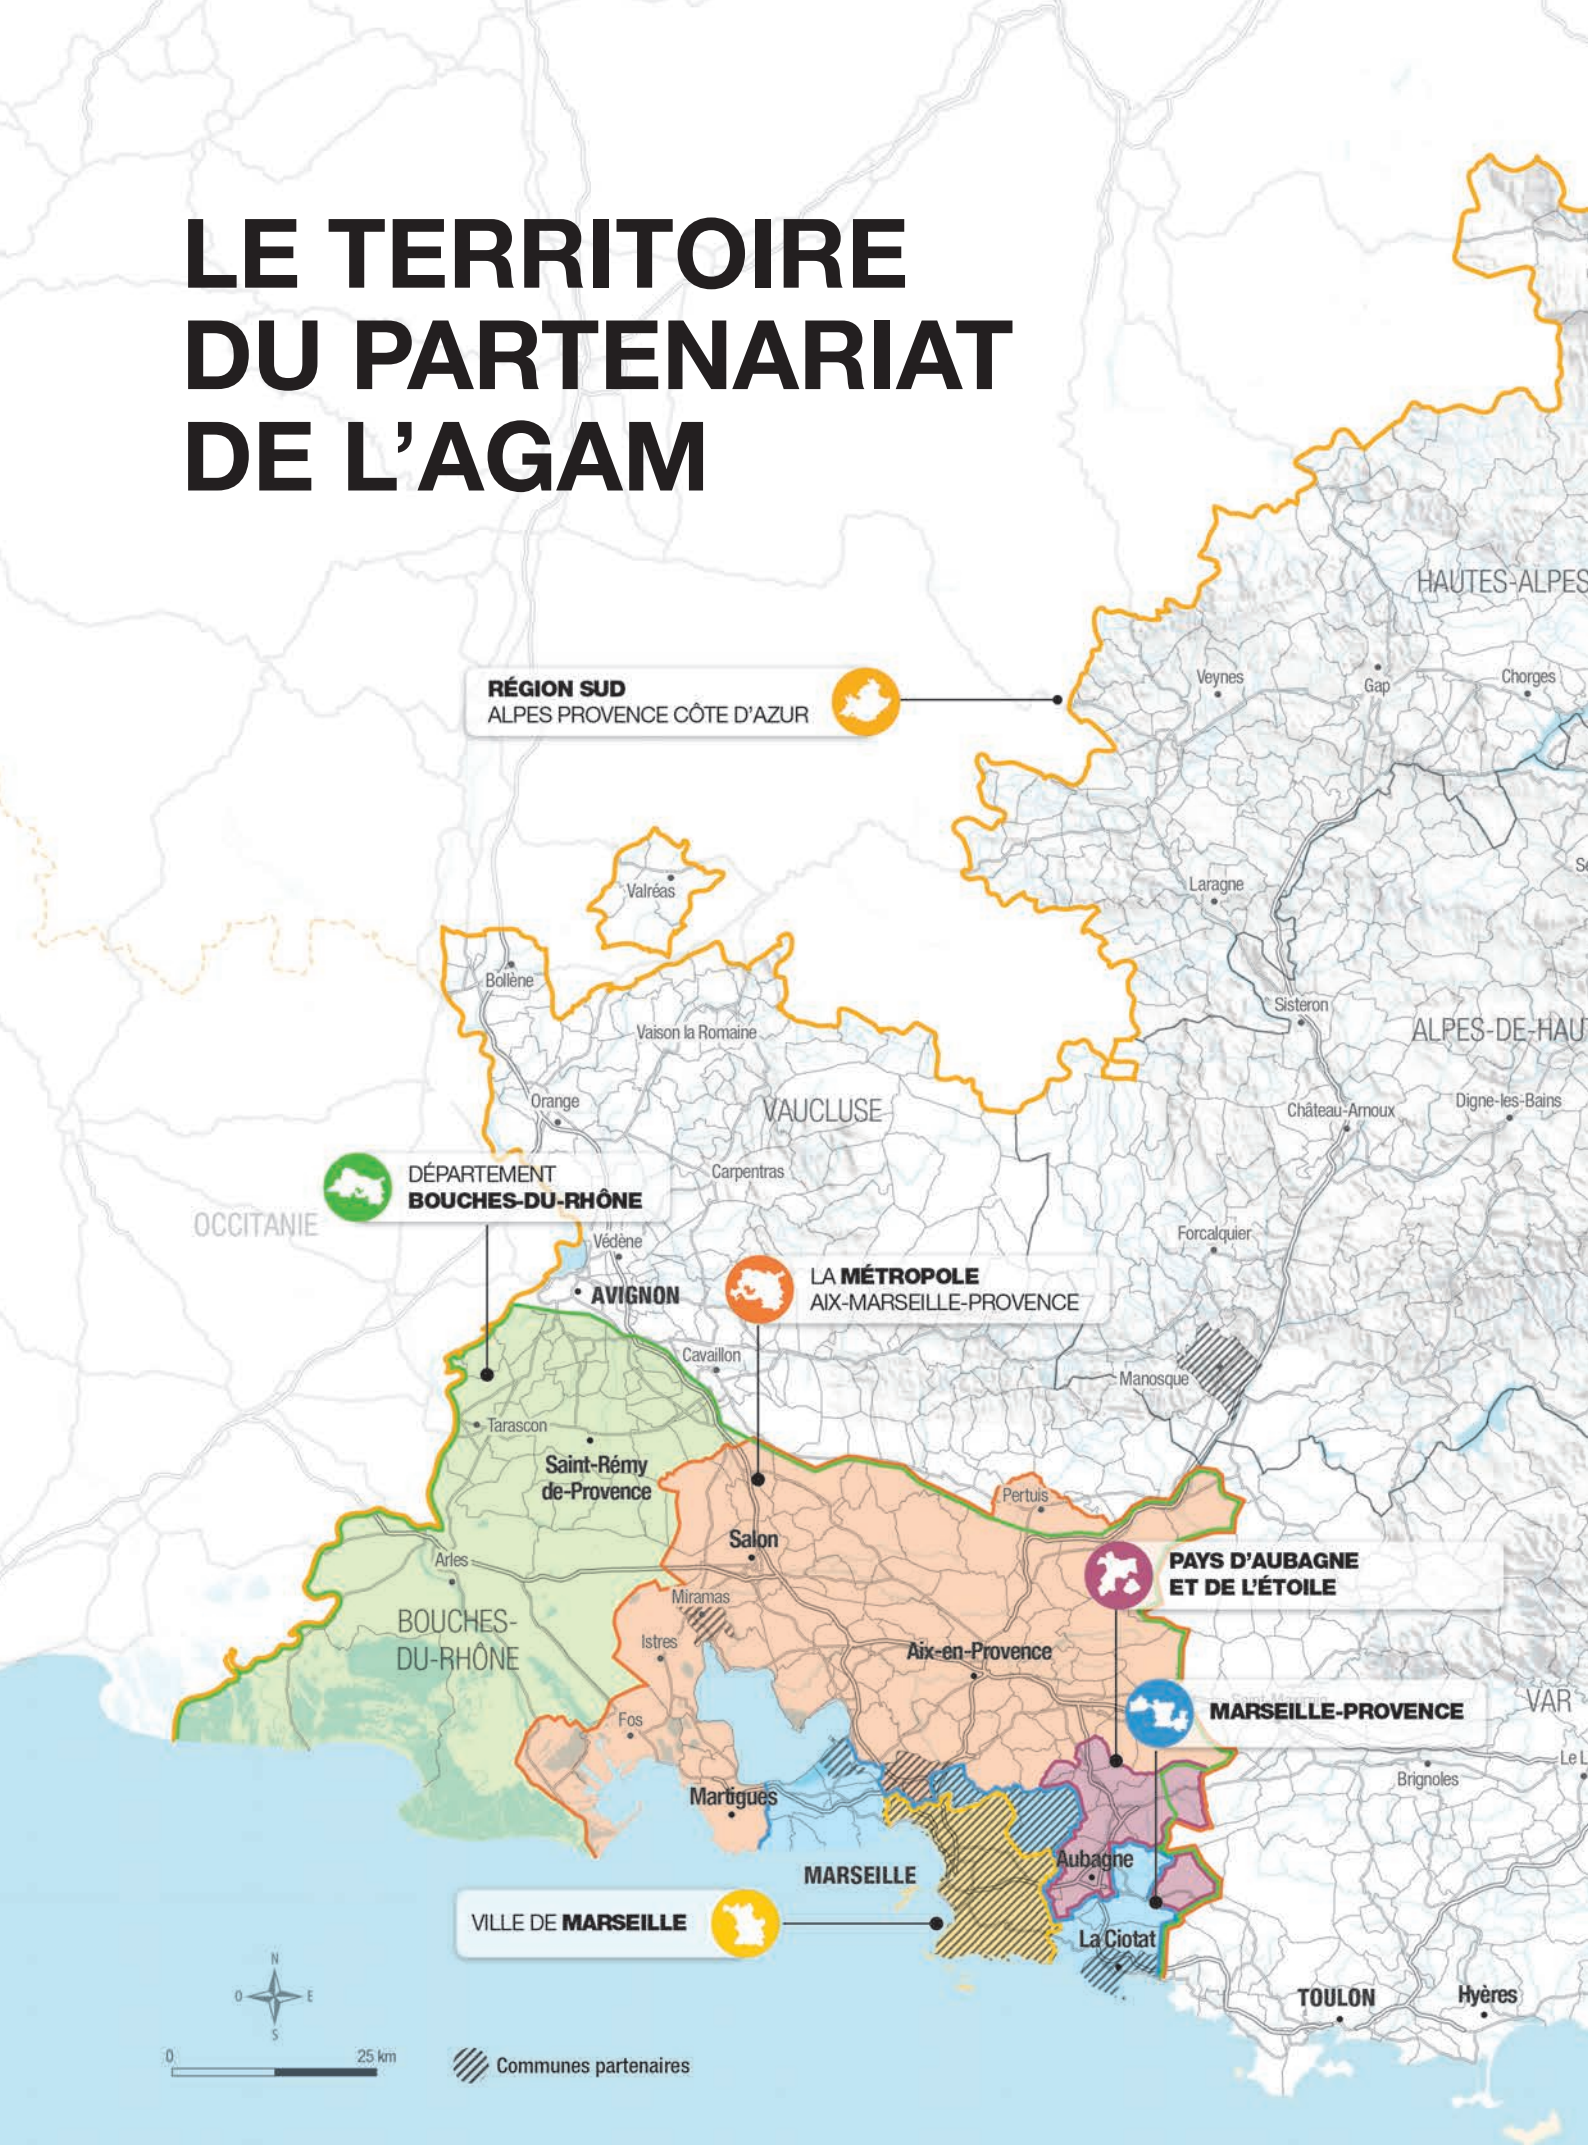 LE TERRITOIRE
DU PARTENARIAT
DE L'AGAM
HAUTES-ALPES
Veynes
Gap
Chorges
RÉGION SUD
ALPES PROVENCE CÔTE D'AZUR
Valréas
Laragne
Bollène
Sisteron
Vaison la Romaine
ALPES-DE-HAU
Orange
VAUCLUSE
Château-Arnoux
Digne-les-Bains
DÉPARTEMENT
BOUCHES-DU-RHÔNE
Carpentras
OCCITANIE
Védène
Forcalquier
AVIGNON
LA MÉTROPOLE
AIX-MARSEILLE-PROVENCE
Cavaillon
Manosque
Tarascon
Saint-Rémy
de-Provence
Pertuis
Salon
Arles
PAYS D'AUBAGNE
ET DE L'ÉTOILE
Miramas
BOUCHES-
DU-RHÔNE
Istres
Aix-en-Provence
MARSEILLE-PROVENCE
VAR
Fos
Le L
Brignoles
Martigues
Aubagne
MARSEILLE
VILLE DE MARSEILLE
La Ciotat
N
O
E
S
TOULON
Hyères
0
25 km
Communes partenaires